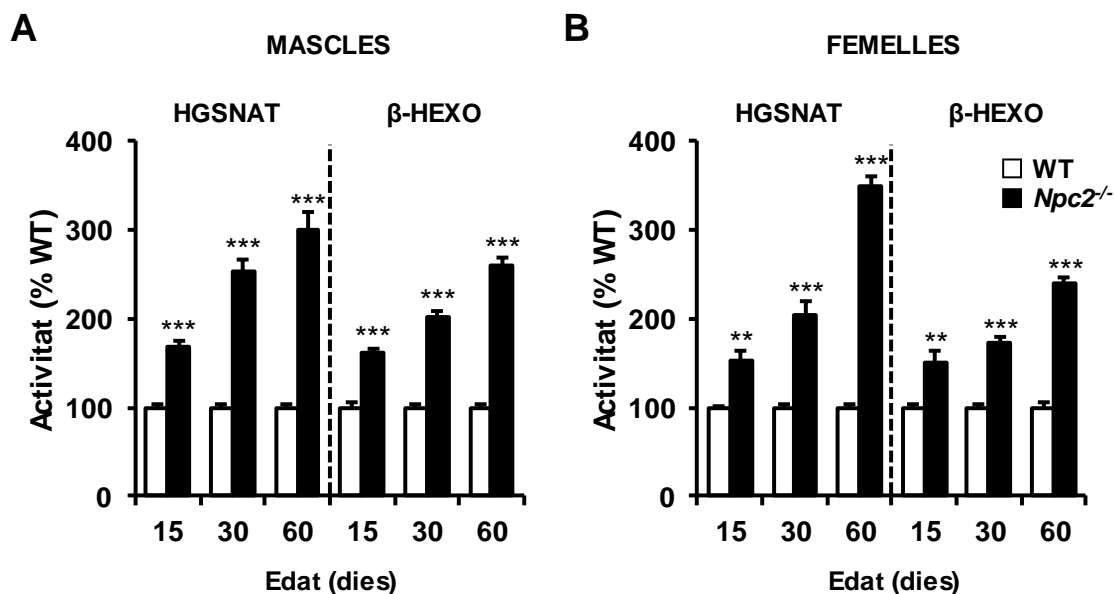 A
MASCLES
HGSNAT β-HEXO
400
300
200
100
0
Activitat (% WT)
***
***
***
***
***
***
15 30 60 15 30 60
Edat (dies)
B
FEMELLES
HGSNAT β-HEXO
WT
Npc2-/-
400
300
200
100
0
Activitat (% WT)
**
***
***
**
***
***
15 30 60 15 30 60
Edat (dies)